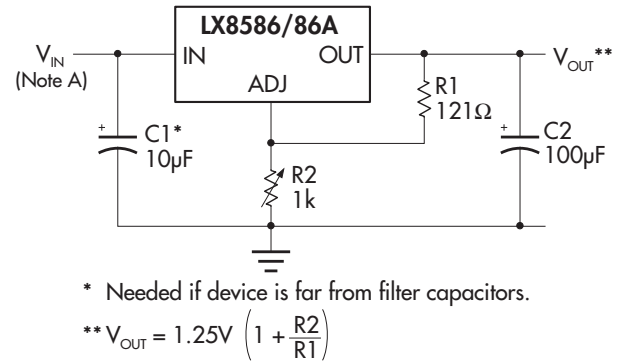 LX8586/86A
V_IN
(Note A)
IN
OUT
ADJ
V_OUT**
C1*
10µF
R1
121Ω
R2
1k
C2
100µF
+
+
* Needed if device is far from filter capacitors.
** V_OUT = 1.25V (1 + R2/R1)